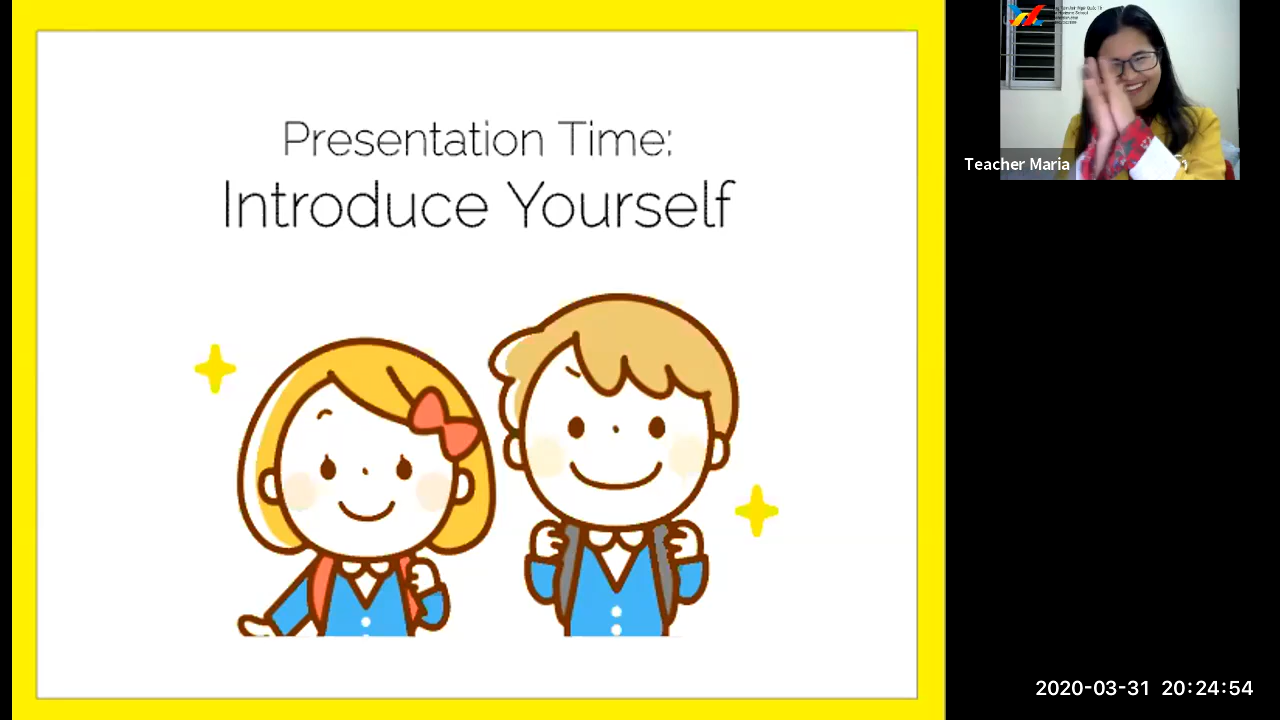 Presentation Time:
Introduce Yourself
Teacher Maria
2020-03-31 20:24:54